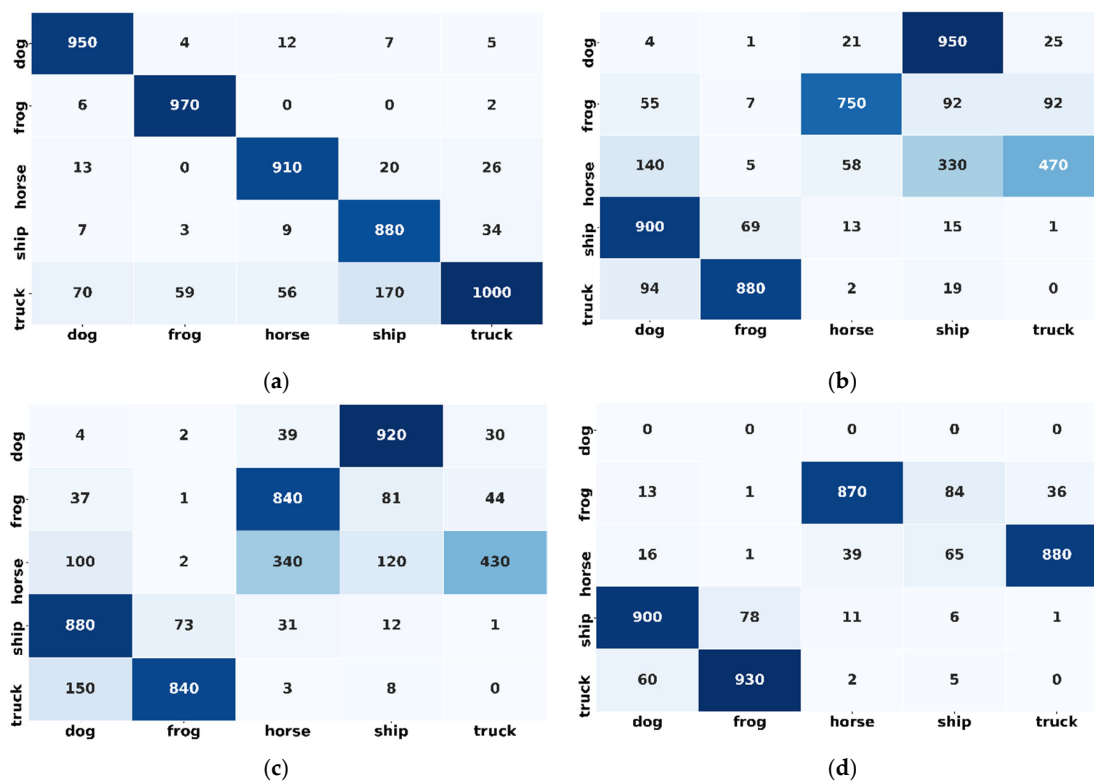 dog 950 4 12 7 5
frog 6 970 0 0 2
horse 13 0 910 20 26
ship 7 3 9 880 34
truck 70 59 56 170 1000
dog frog horse ship truck
(a)
dog 4 1 21 950 25
frog 55 7 750 92 92
horse 140 5 58 330 470
ship 900 69 13 15 1
truck 94 880 2 19 0
dog frog horse ship truck
(b)
dog 4 2 39 920 30
frog 37 1 840 81 44
horse 100 2 340 120 430
ship 880 73 31 12 1
truck 150 840 3 8 0
dog frog horse ship truck
(c)
dog 0 0 0 0 0
frog 13 1 870 84 36
horse 16 1 39 65 880
ship 900 78 11 6 1
truck 60 930 2 5 0
dog frog horse ship truck
(d)